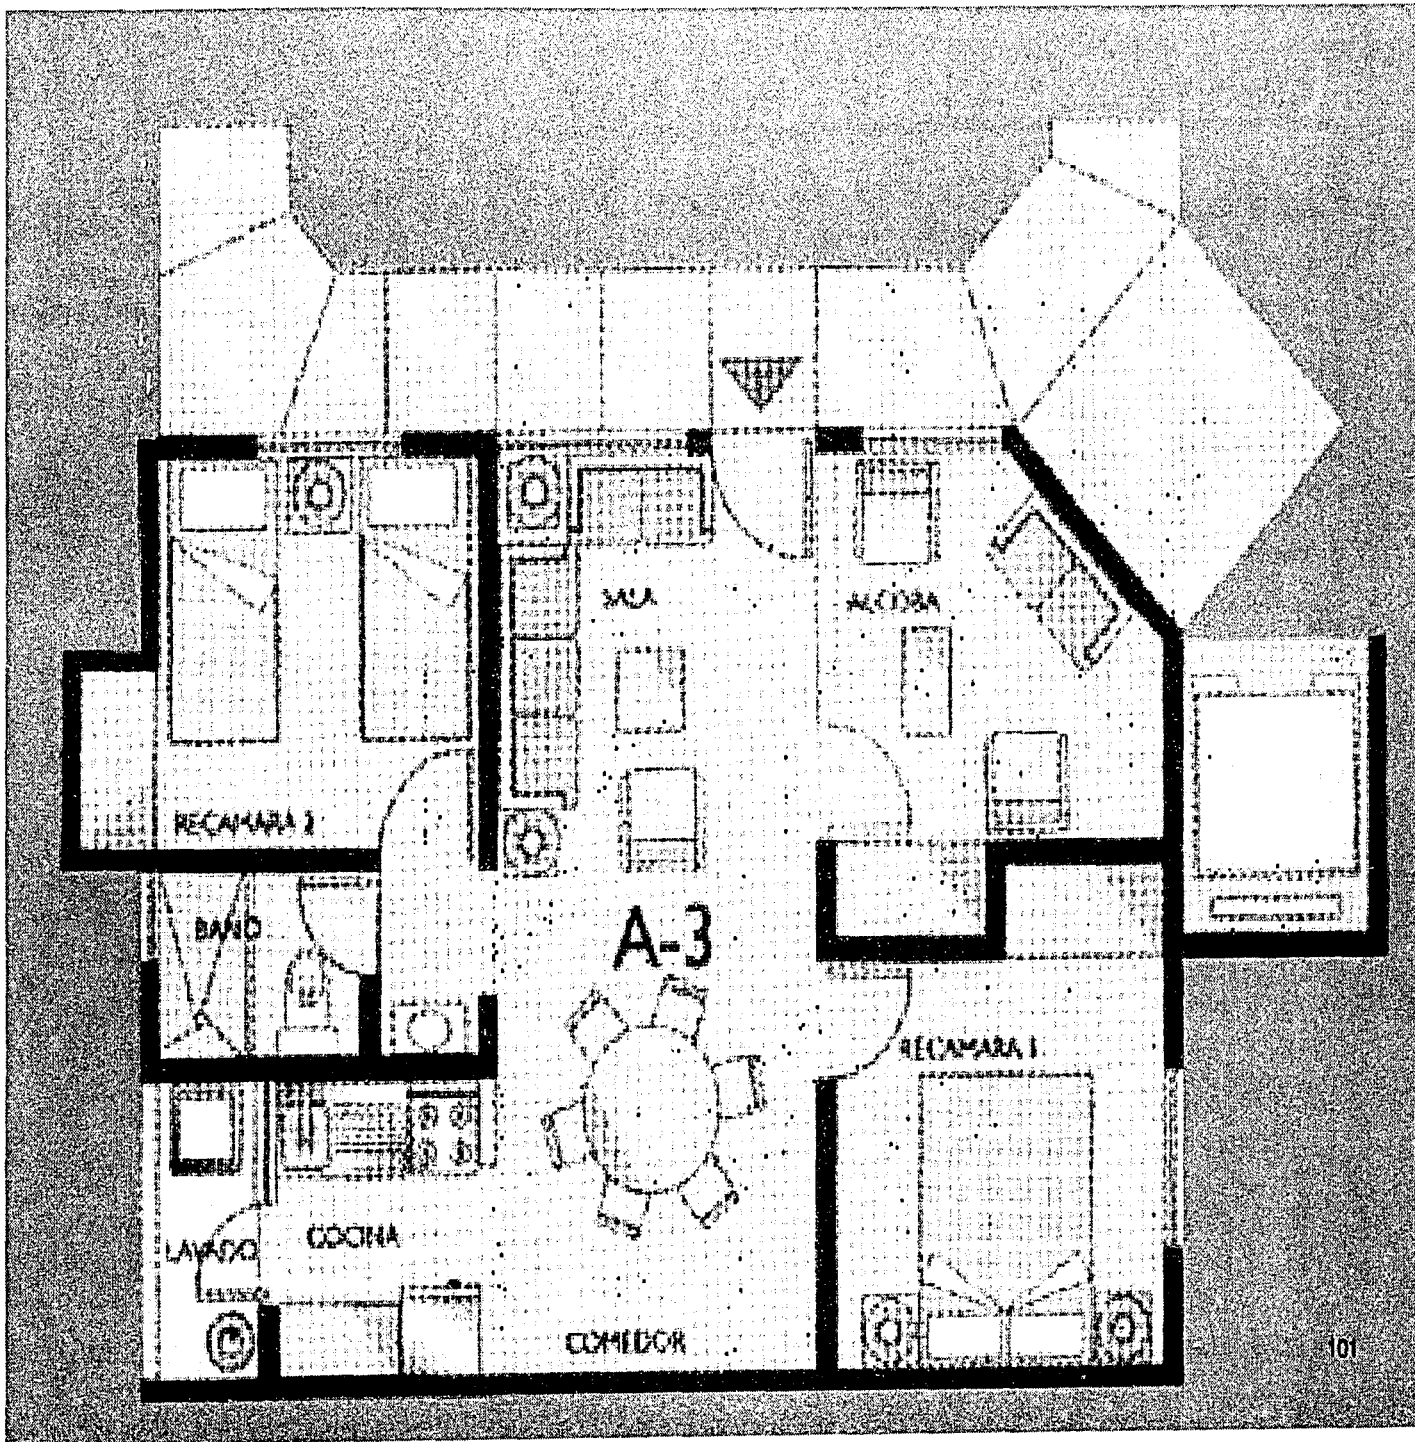 SALA
ALCOBA
RECAMARA 2
BAÑO
A-3
RECAMARA 1
LAVADO
COCINA
COMEDOR
101